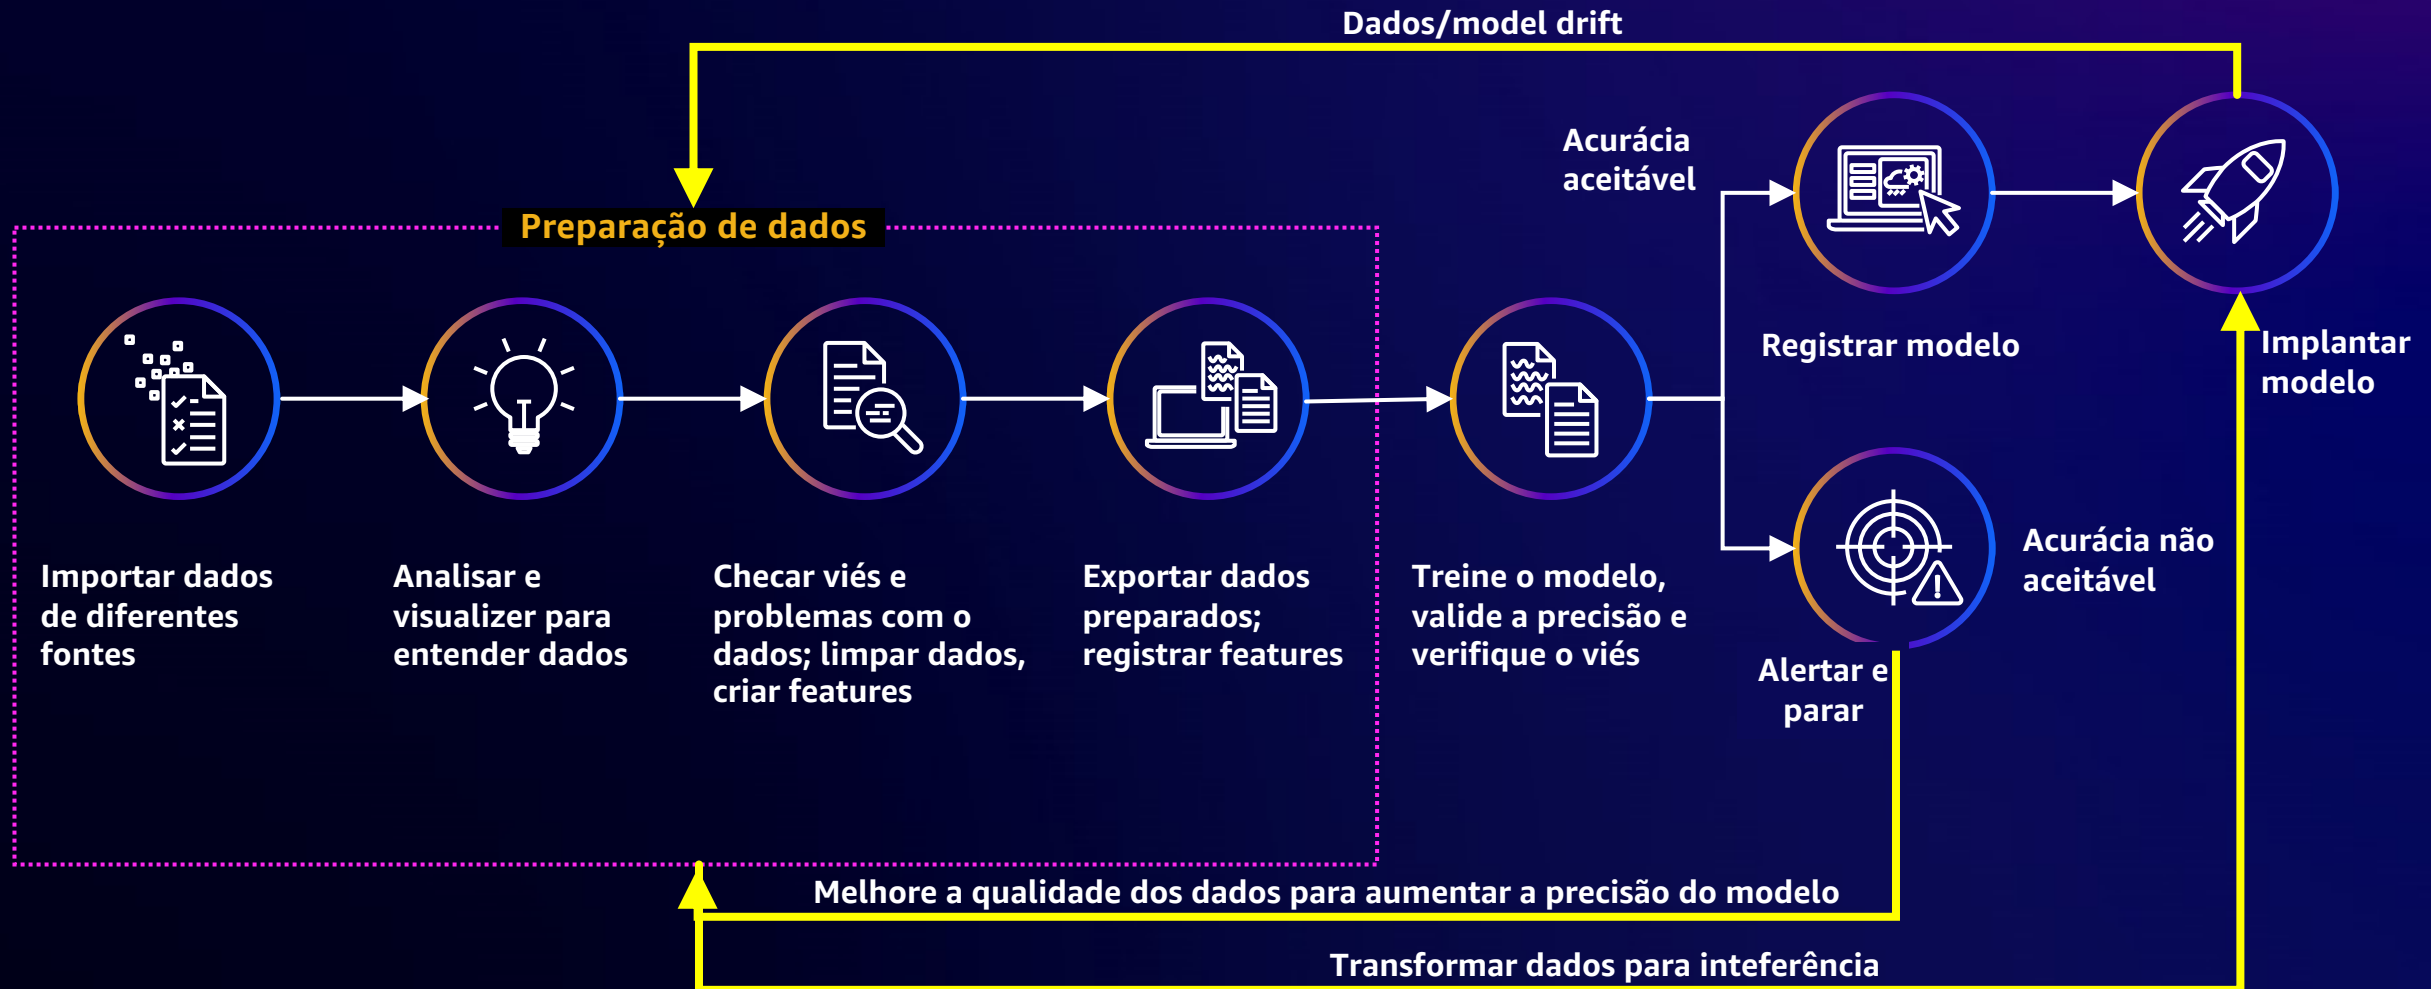 Dados/model drift
Acurácia
aceitável
Preparação de dados
Registrar modelo
Implantar
modelo
Importar dados
de diferentes
fontes
Analisar e
visualizer para
entender dados
Checar viés e
problemas com o
dados; limpar dados,
criar features
Exportar dados
preparados;
registrar features
Treine o modelo,
valide a precisão e
verifique o viés
Acurácia não
aceitável
Alertar e
parar
Melhore a qualidade dos dados para aumentar a precisão do modelo
Transformar dados para inteferência